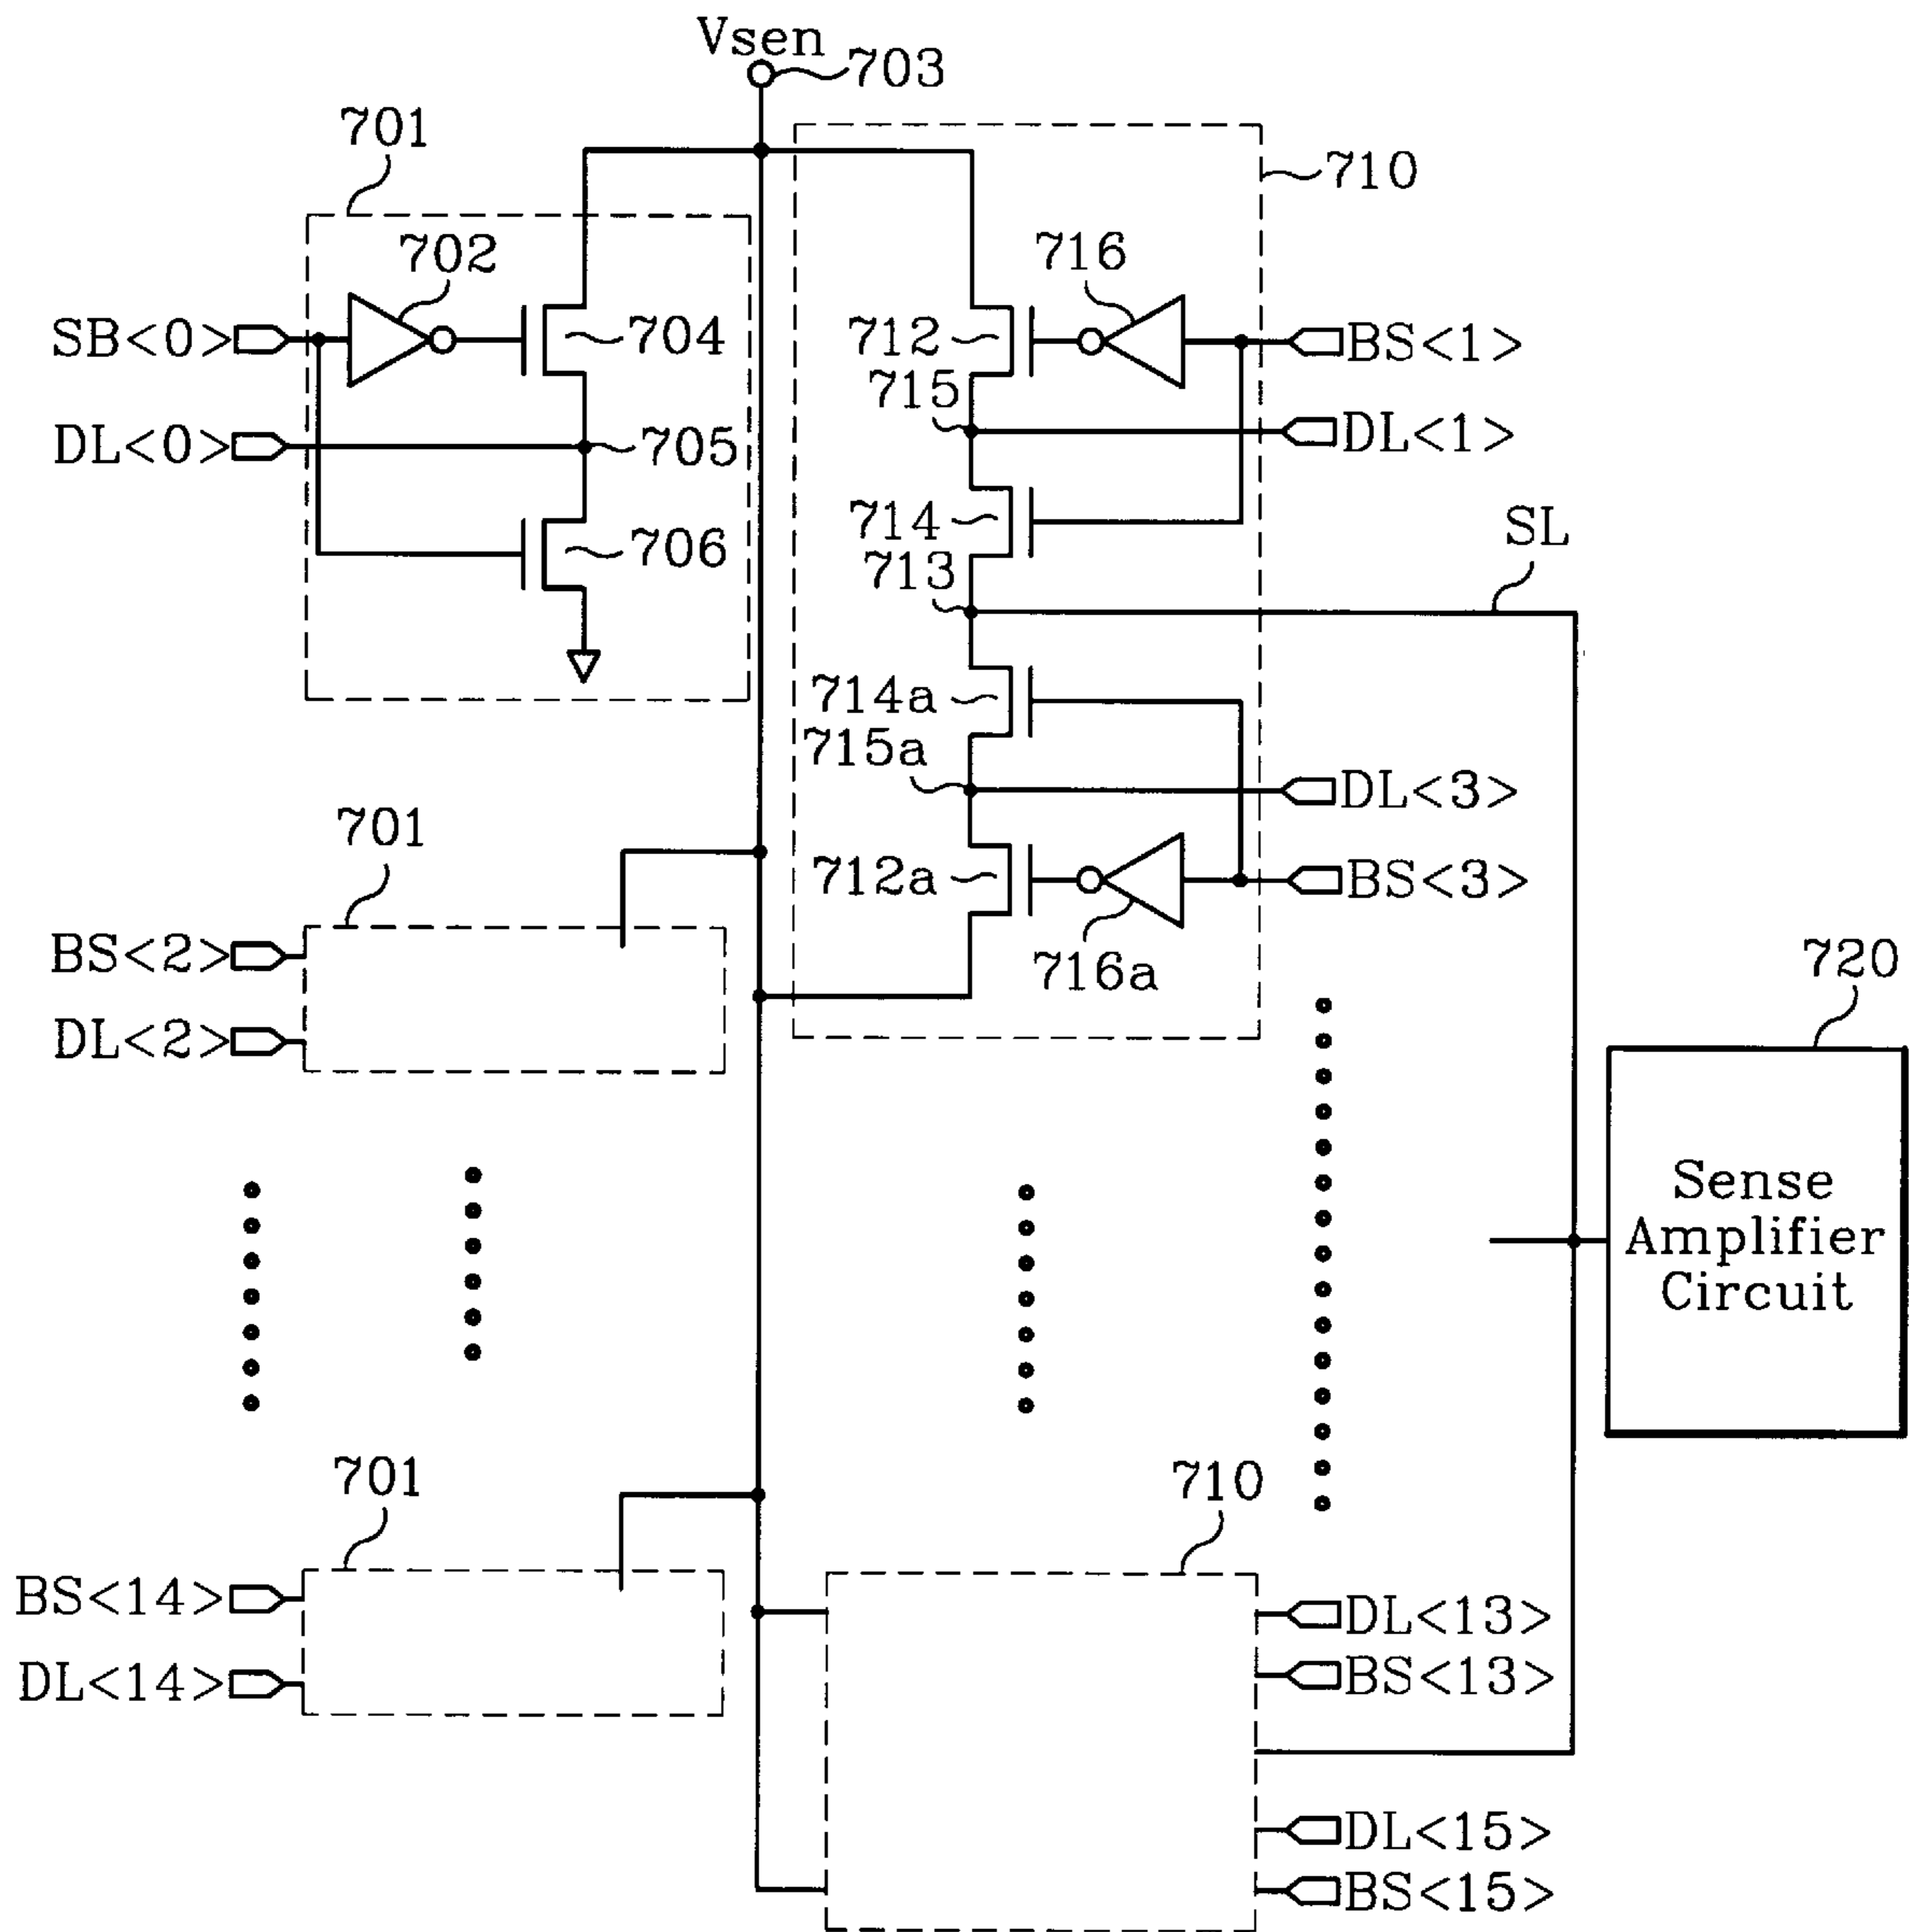 Vsen
703
701
710
702
716
SB<0>
704
712
BS<1>
715
DL<0>
705
DL<1>
706
714
SL
713
714a
715a
DL<3>
701
712a
BS<3>
BS<2>
716a
720
DL<2>
Sense
Amplifier
Circuit
701
710
BS<14>
DL<13>
BS<13>
DL<14>
DL<15>
BS<15>